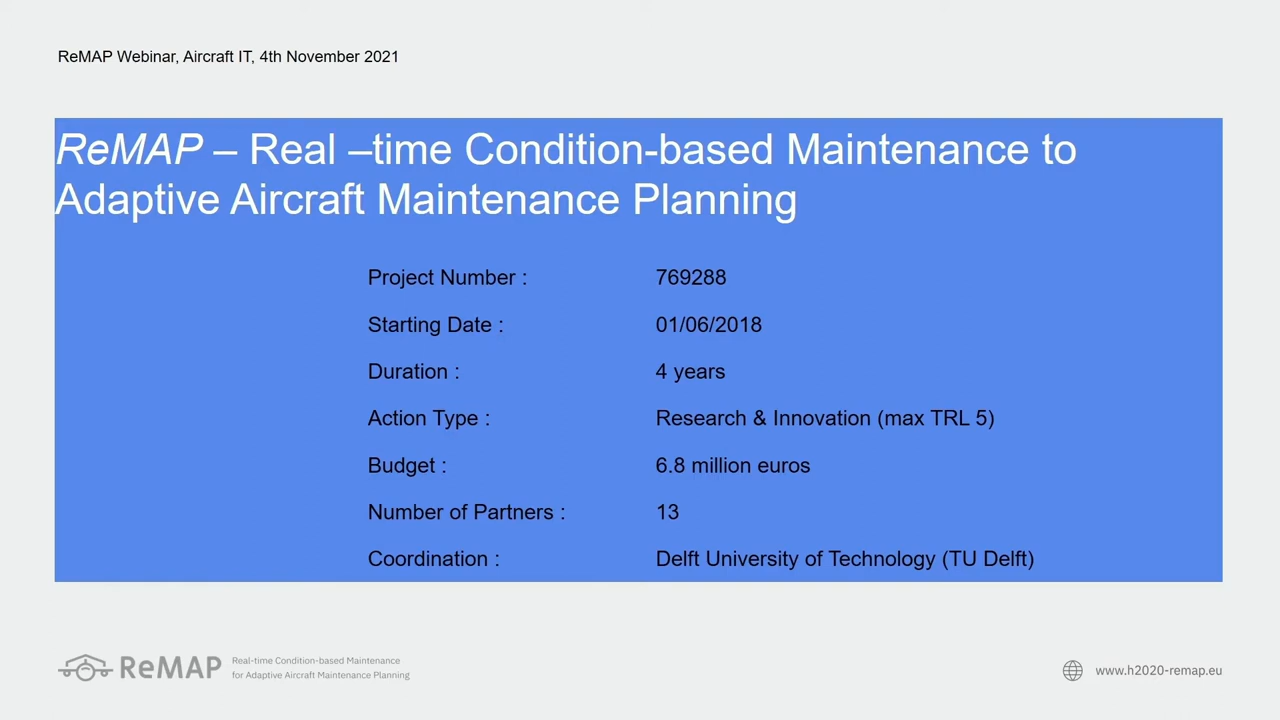 ReMAP Webinar, Aircraft IT, 4th November 2021
ReMAP – Real –time Condition-based Maintenance to
Adaptive Aircraft Maintenance Planning
Project Number : 769288
Starting Date : 01/06/2018
Duration : 4 years
Action Type : Research & Innovation (max TRL 5)
Budget : 6.8 million euros
Number of Partners : 13
Coordination : Delft University of Technology (TU Delft)
ReMAP
Real-time Condition-based Maintenance
for Adaptive Aircraft Maintenance Planning
www.h2020-remap.eu